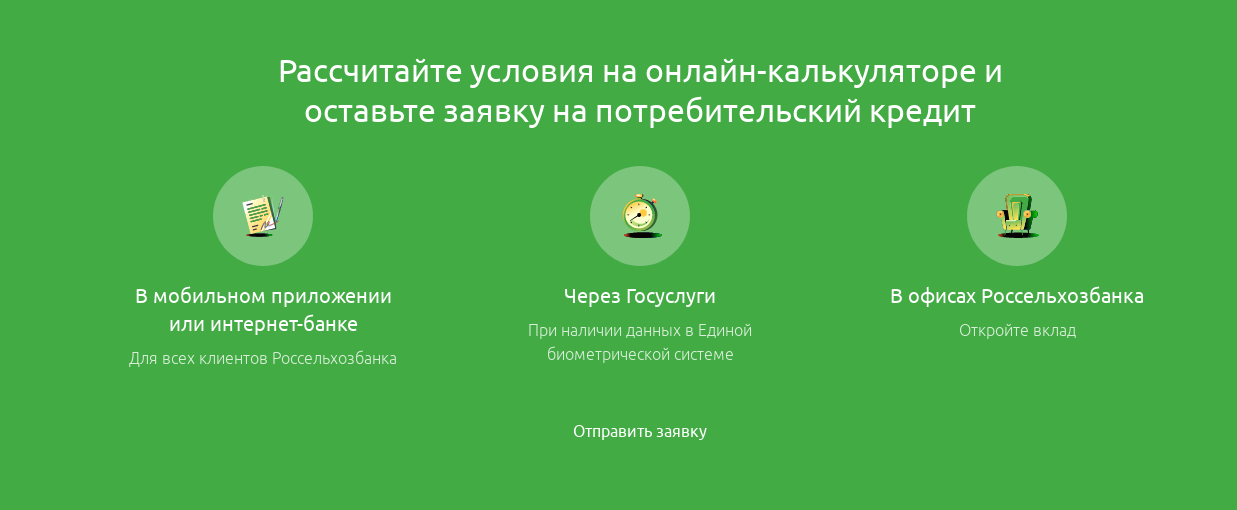 Рассчитайте условия на онлайн-калькуляторе и
оставьте заявку на потребительский кредит
В мобильном приложении
или интернет-банке
Для всех клиентов Россельхозбанка
Через Госуслуги
При наличии данных в Единой
биометрической системе
В офисах Россельхозбанка
Откройте вклад
Отправить заявку